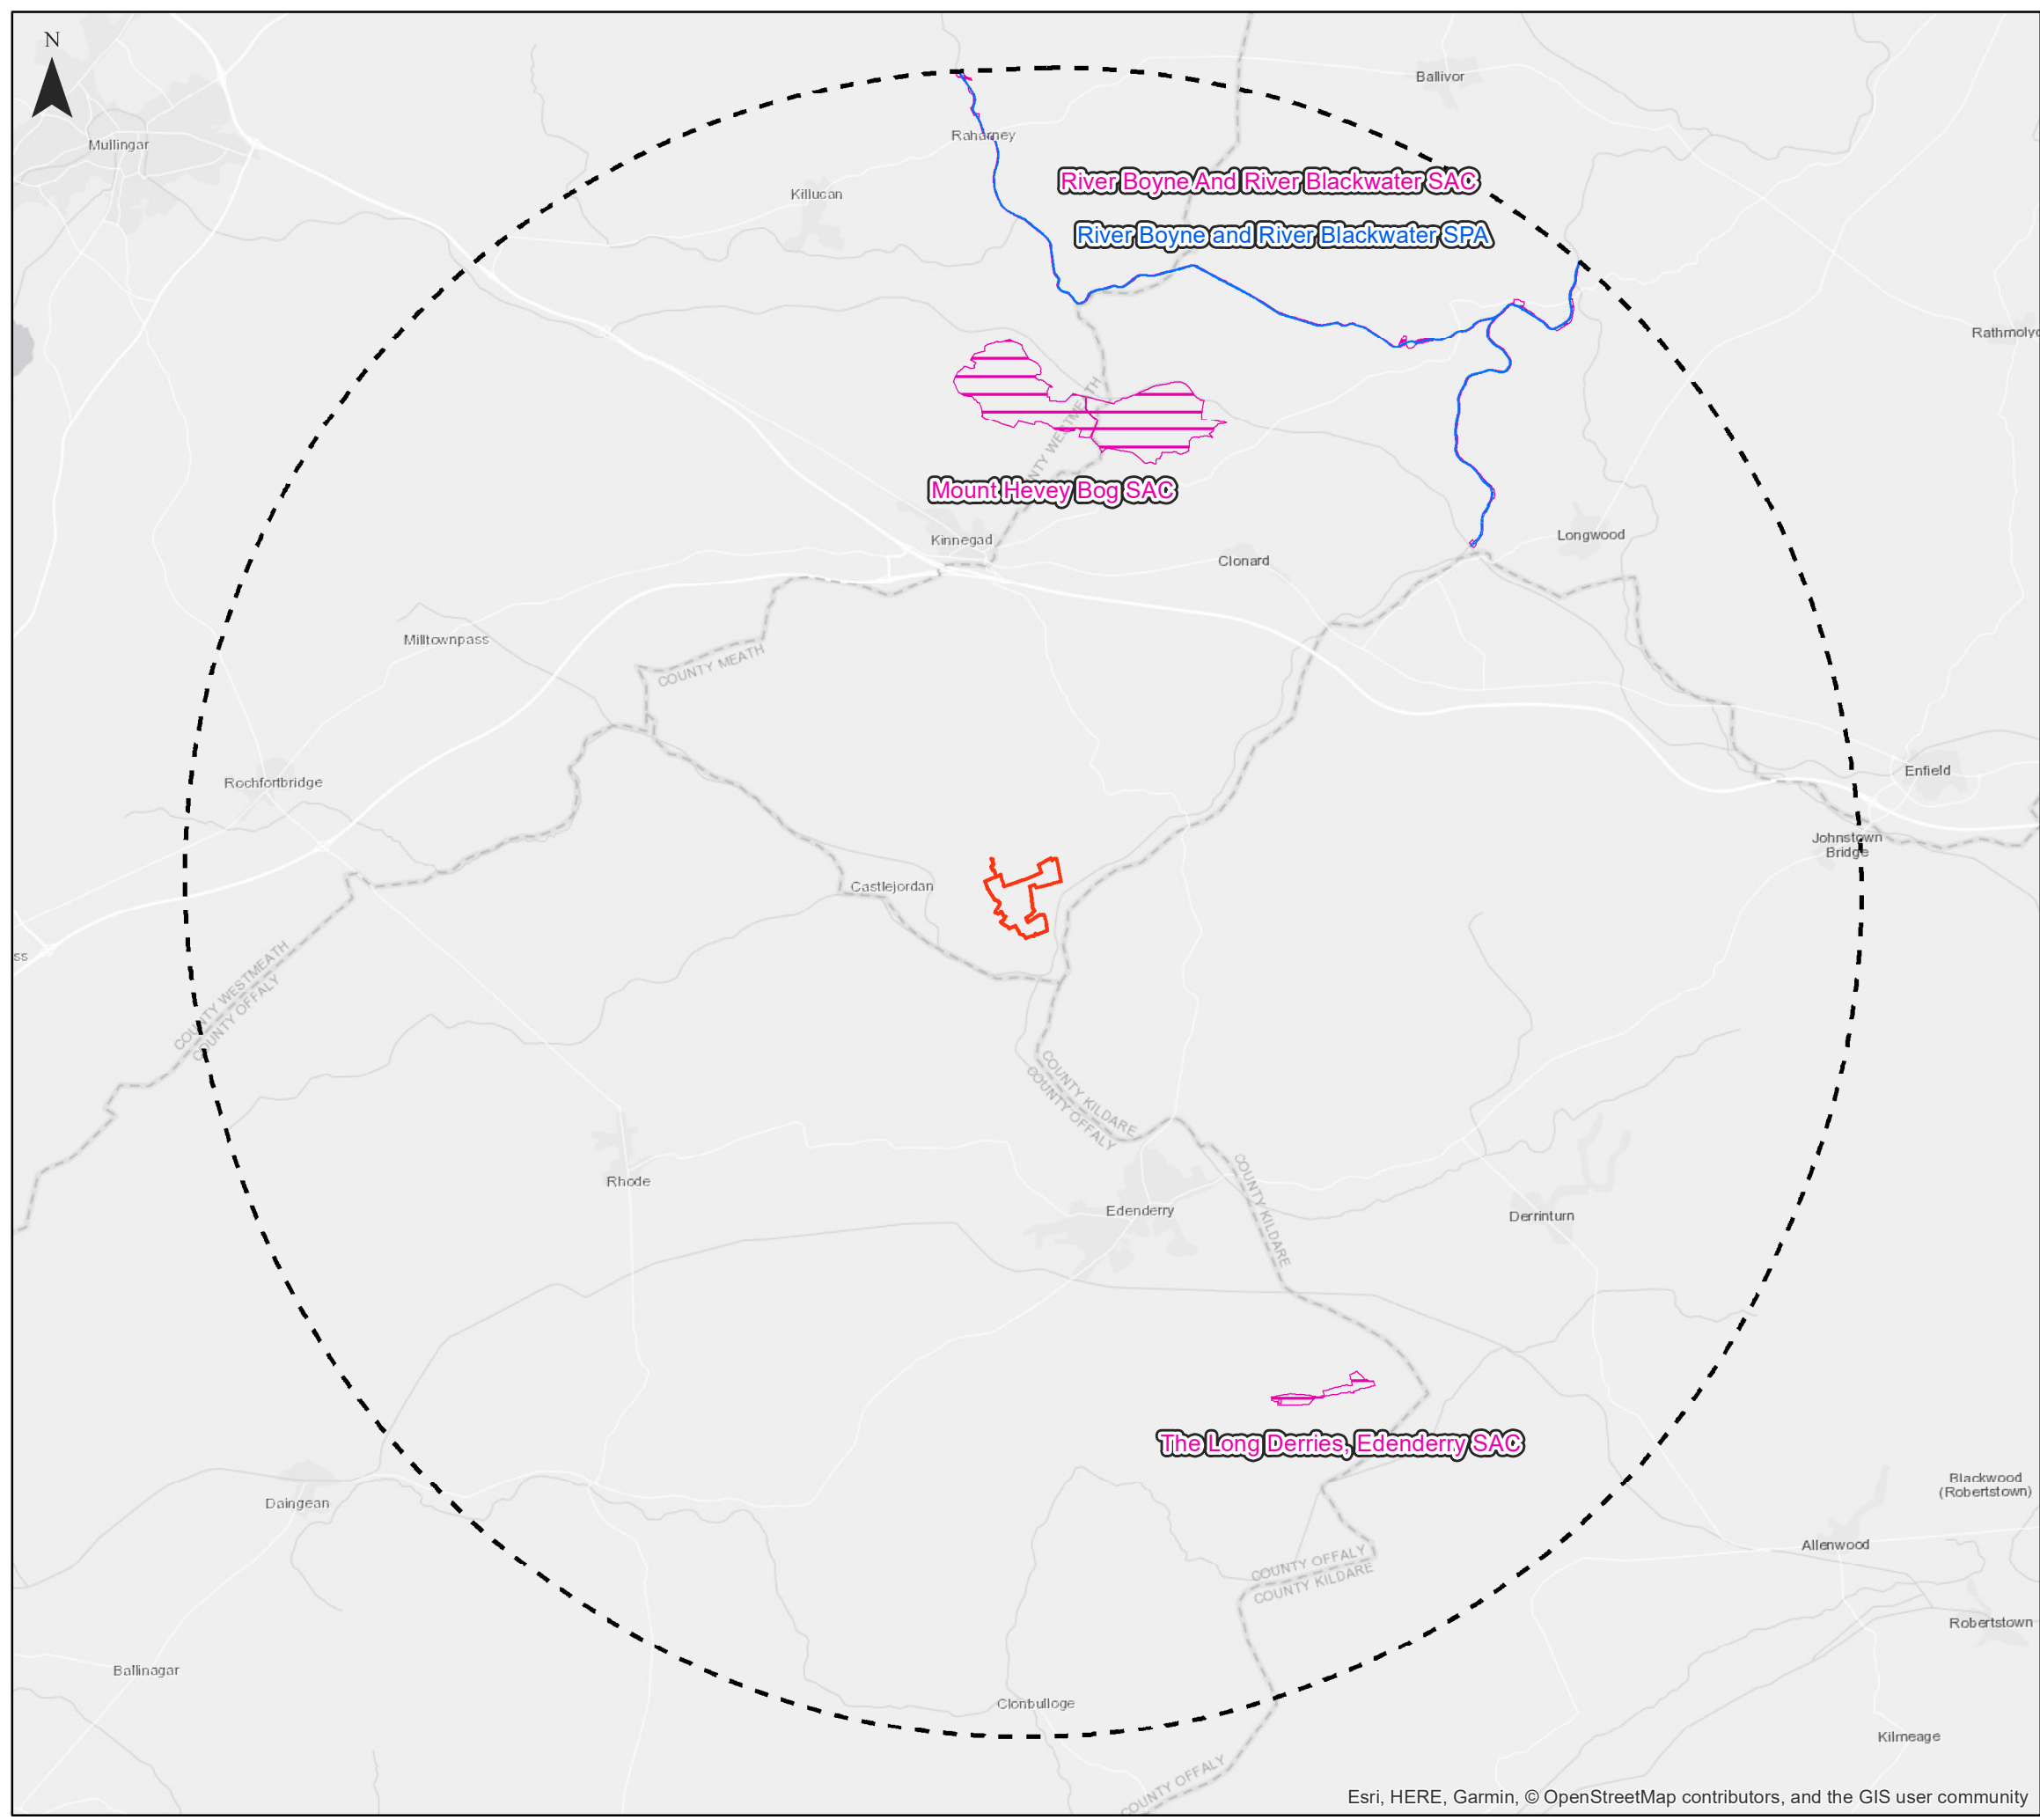 N
Ballivor
Mullingar
Raharney
River Boyne And River Blackwater SAC
Killucan
River Boyne and River Blackwater SPA
Rathmolyo
Mount Hevey Bog SAC
Longwood
Kinnegad
Clonard
Milltownpass
COUNTY MEATH
Enfield
Rochfortbridge
Johnstown
Bridge
Castlejordan
ss
COUNTY WESTMEATH
COUNTY OFFALY
COUNTY KILDARE
COUNTY OFFALY
COUNTY KILDARE
Rhode
Edenderry
Derrinturn
The Long Derries, Edenderry SAC
Blackwood
(Robertstown)
Daingean
Allenwood
COUNTY OFFALY
COUNTY KILDARE
Robertstown
Ballinagar
Clonbulloge
Kilmeage
COUNTY OFFALY
Esri, HERE, Garmin, © OpenStreetMap contributors, and the GIS user community